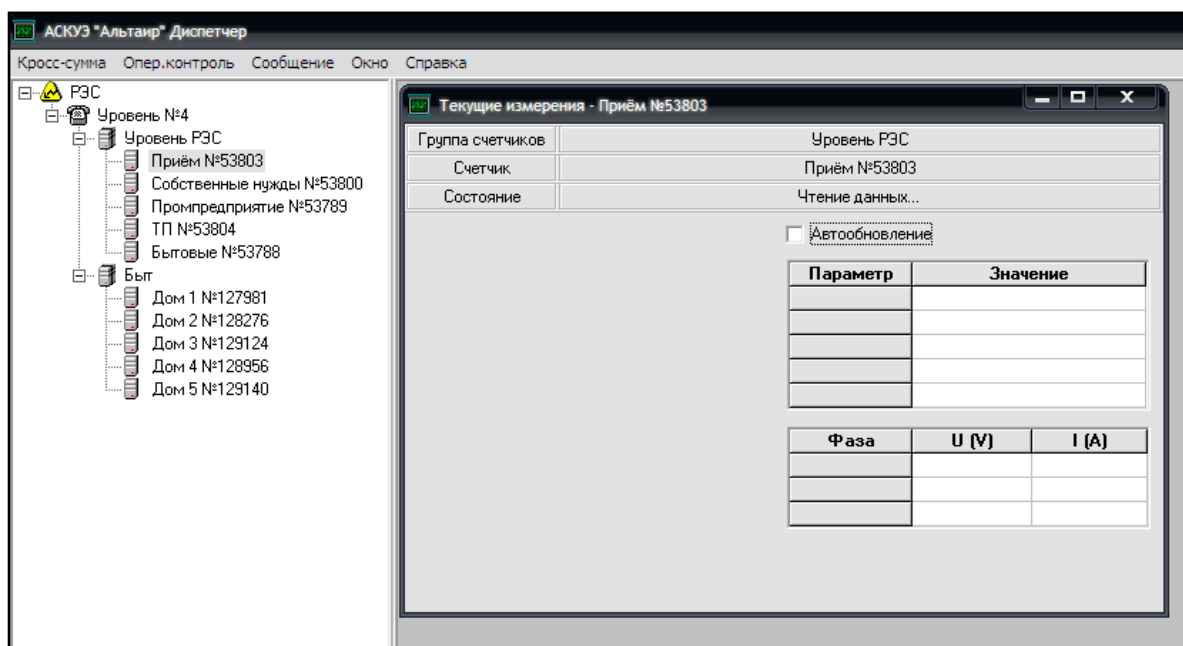 АСКУЭ "Альтаир" Диспетчер
Кросс-сумма Опер.контроль Сообщение Окно Справка
РЭС
Уровень №4
Уровень РЭС
Приём №53803
Собственные нужды №53800
Промпредприятие №53789
ТП №53804
Бытовые №53788
Быт
Дом 1 №127981
Дом 2 №128276
Дом 3 №129124
Дом 4 №128956
Дом 5 №129140
Текущие измерения - Приём №53803
Группа счетчиков Уровень РЭС
Счетчик Приём №53803
Состояние Чтение данных...
Автообновление
Параметр Значение
Фаза U (V) I (A)